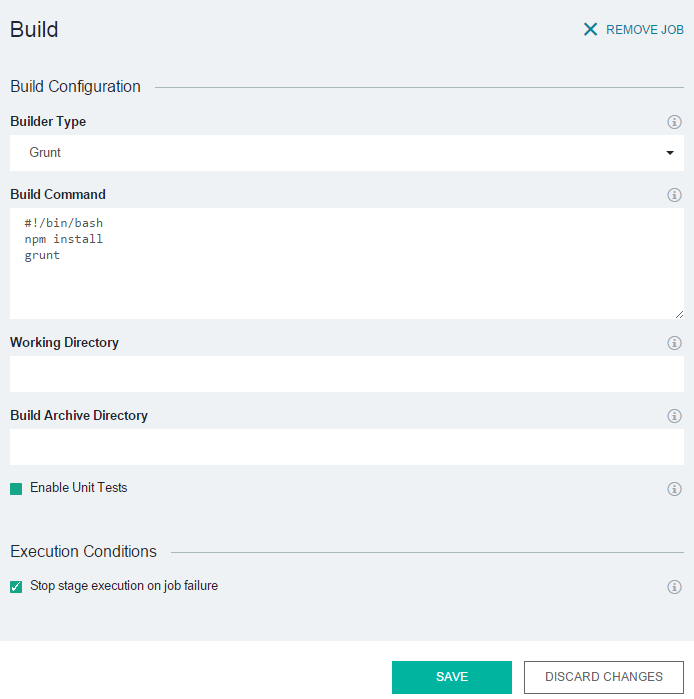 Build
REMOVE JOB
Build Configuration
Builder Type
Grunt
Build Command
#!/bin/bash
npm install
grunt
Working Directory
Build Archive Directory
Enable Unit Tests
Execution Conditions
Stop stage execution on job failure
SAVE
DISCARD CHANGES